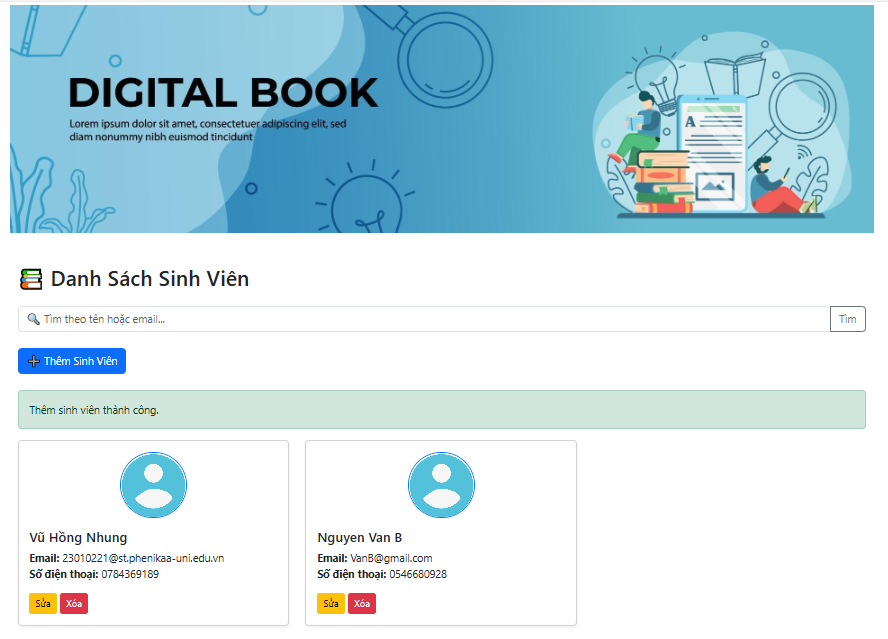 DIGITAL BOOK
Lorem ipsum dolor sit amet, consectetuer adipiscing elit, sed
diam nonummy nibh euismod tincidunt
A
Danh Sách Sinh Viên
Tìm theo tên hoặc email...
Tìm
Thêm Sinh Viên
Thêm sinh viên thành công.
Vũ Hồng Nhung
Email: 23010221@st.phenikaa-uni.edu.vn
Số điện thoại: 0784369189
Sửa Xóa
Nguyen Van B
Email: VanB@gmail.com
Số điện thoại: 0546680928
Sửa Xóa